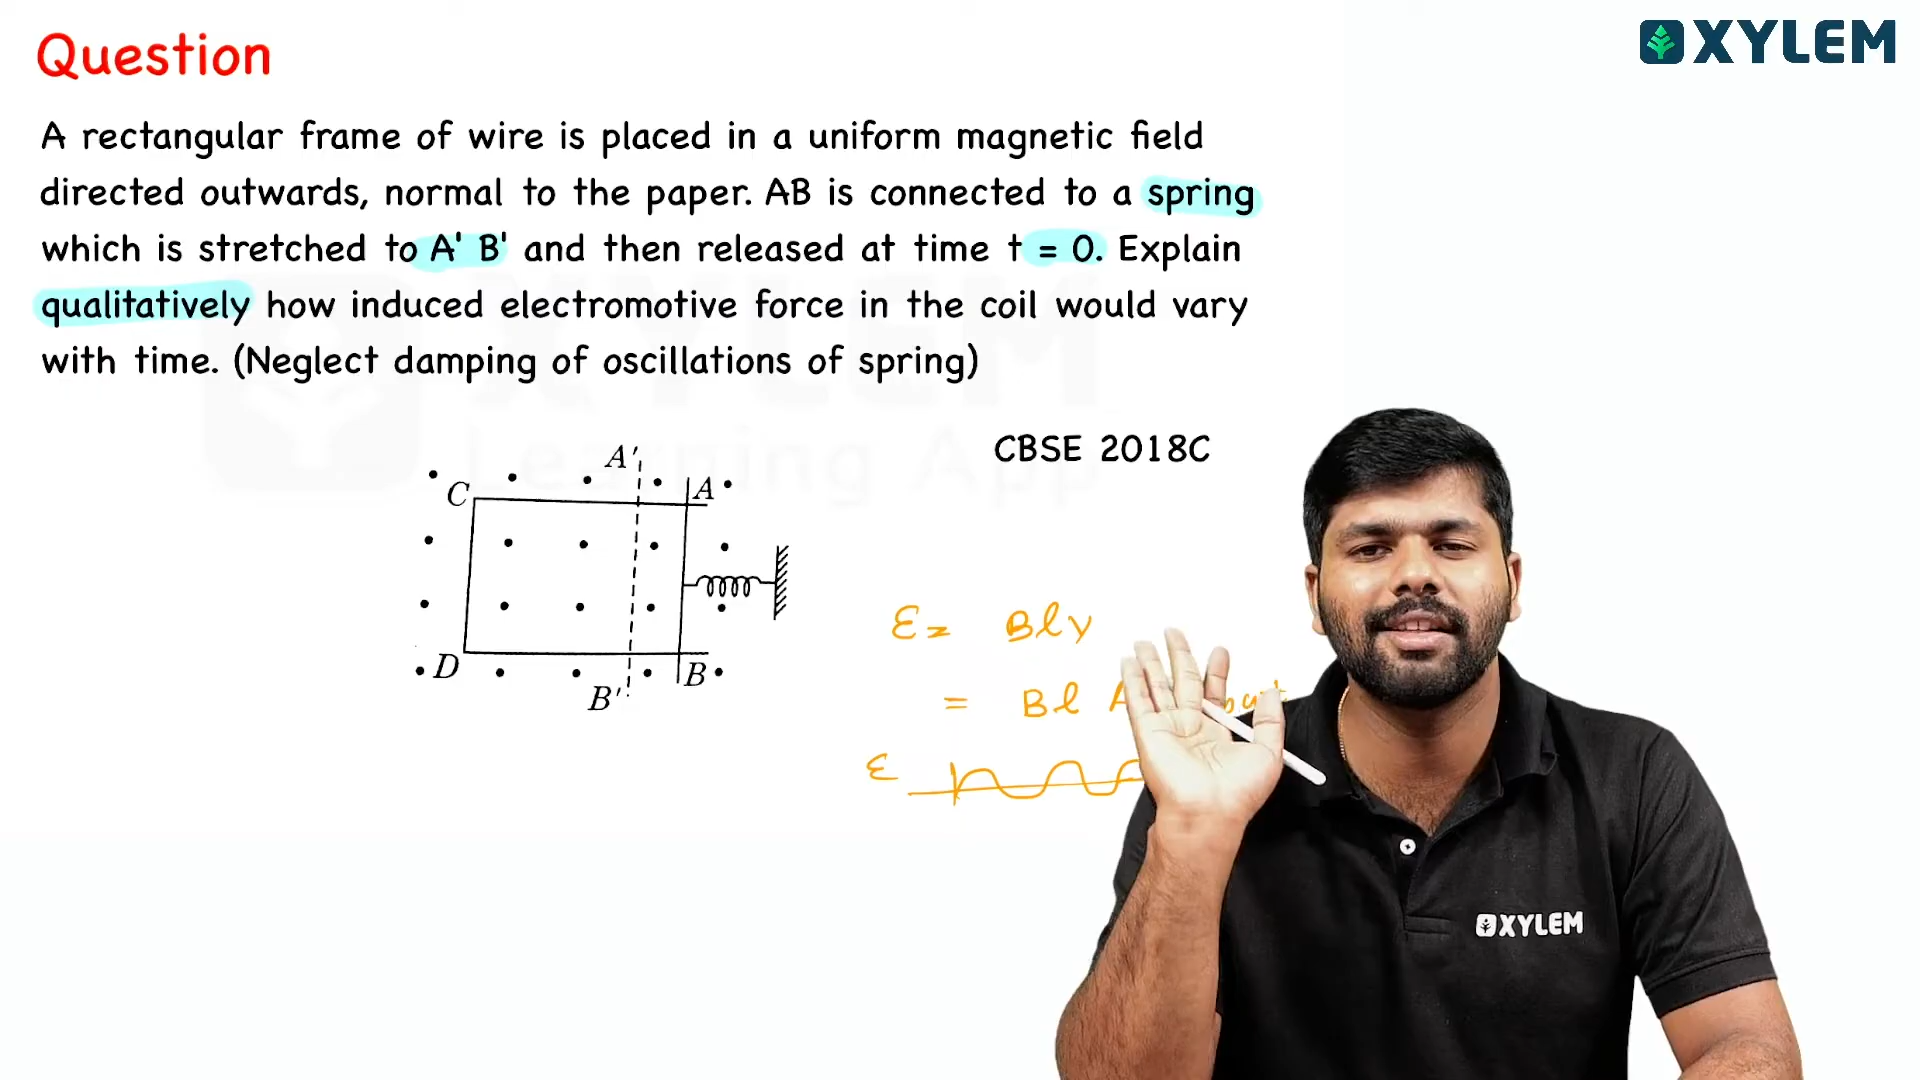 Question
XYLEM
A rectangular frame of wire is placed in a uniform magnetic field
directed outwards, normal to the paper. AB is connected to a spring
which is stretched to A' B' and then released at time t = 0. Explain
qualitatively how induced electromotive force in the coil would vary
with time. (Neglect damping of oscillations of spring)
XYLEM
Learning App
CBSE 2018C
A'
C
A
D
B
B'
ε = Blv
= Bl A
ε
XYLEM